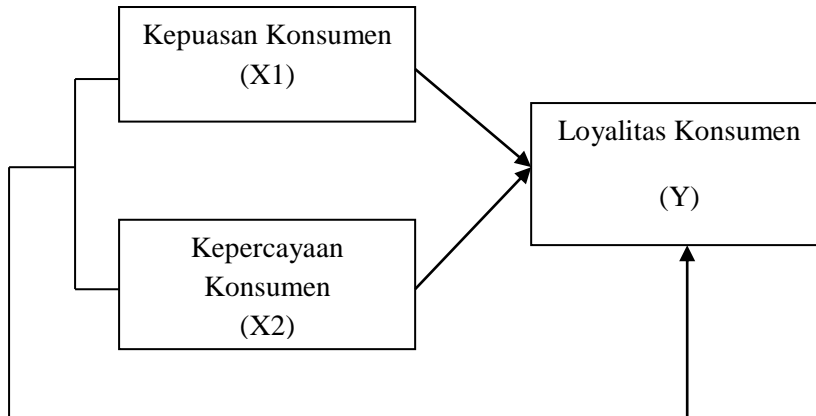 Kepuasan Konsumen
(X1)
Loyalitas Konsumen
(Y)
Kepercayaan
Konsumen
(X2)